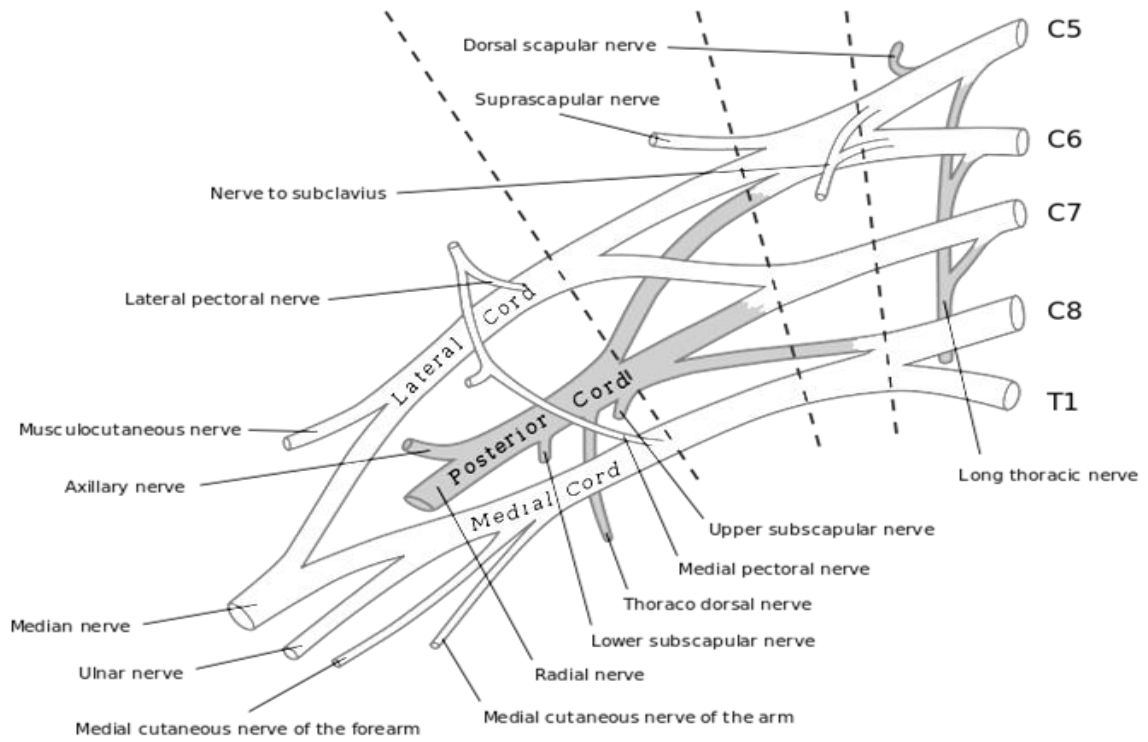 C5
Dorsal scapular nerve
Suprascapular nerve
C6
Nerve to subclavius
C7
Lateral pectoral nerve
C8
Lateral Cord
Posterior Cord
T1
Musculocutaneous nerve
Axillary nerve
Medial Cord
Long thoracic nerve
Upper subscapular nerve
Medial pectoral nerve
Thoraco dorsal nerve
Median nerve
Lower subscapular nerve
Ulnar nerve
Radial nerve
Medial cutaneous nerve of the arm
Medial cutaneous nerve of the forearm